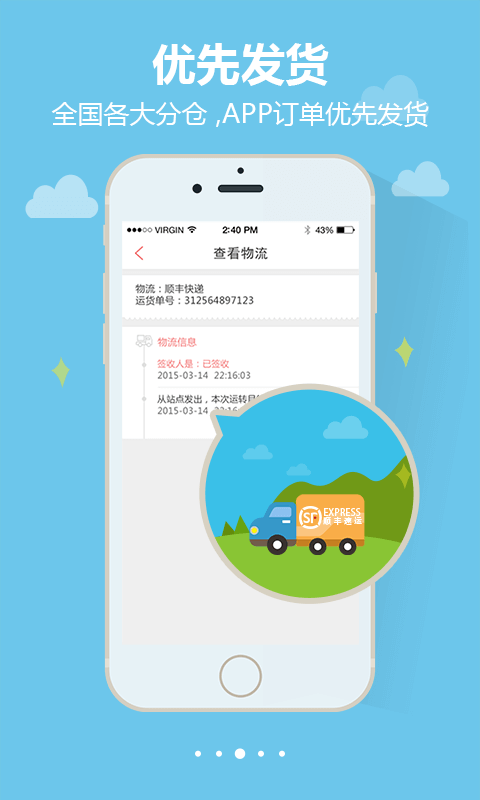 优先发货
全国各大分仓 ,APP订单优先发货
VIRGIN 2:40 PM 43%
查看物流
物流：顺丰快递
运货单号：312564897123
物流信息
签收人是：已签收
2015-03-14 22:16:03
从站点发出，本次运转目
2015-03-14 22:16
SF EXPRESS
顺丰速运